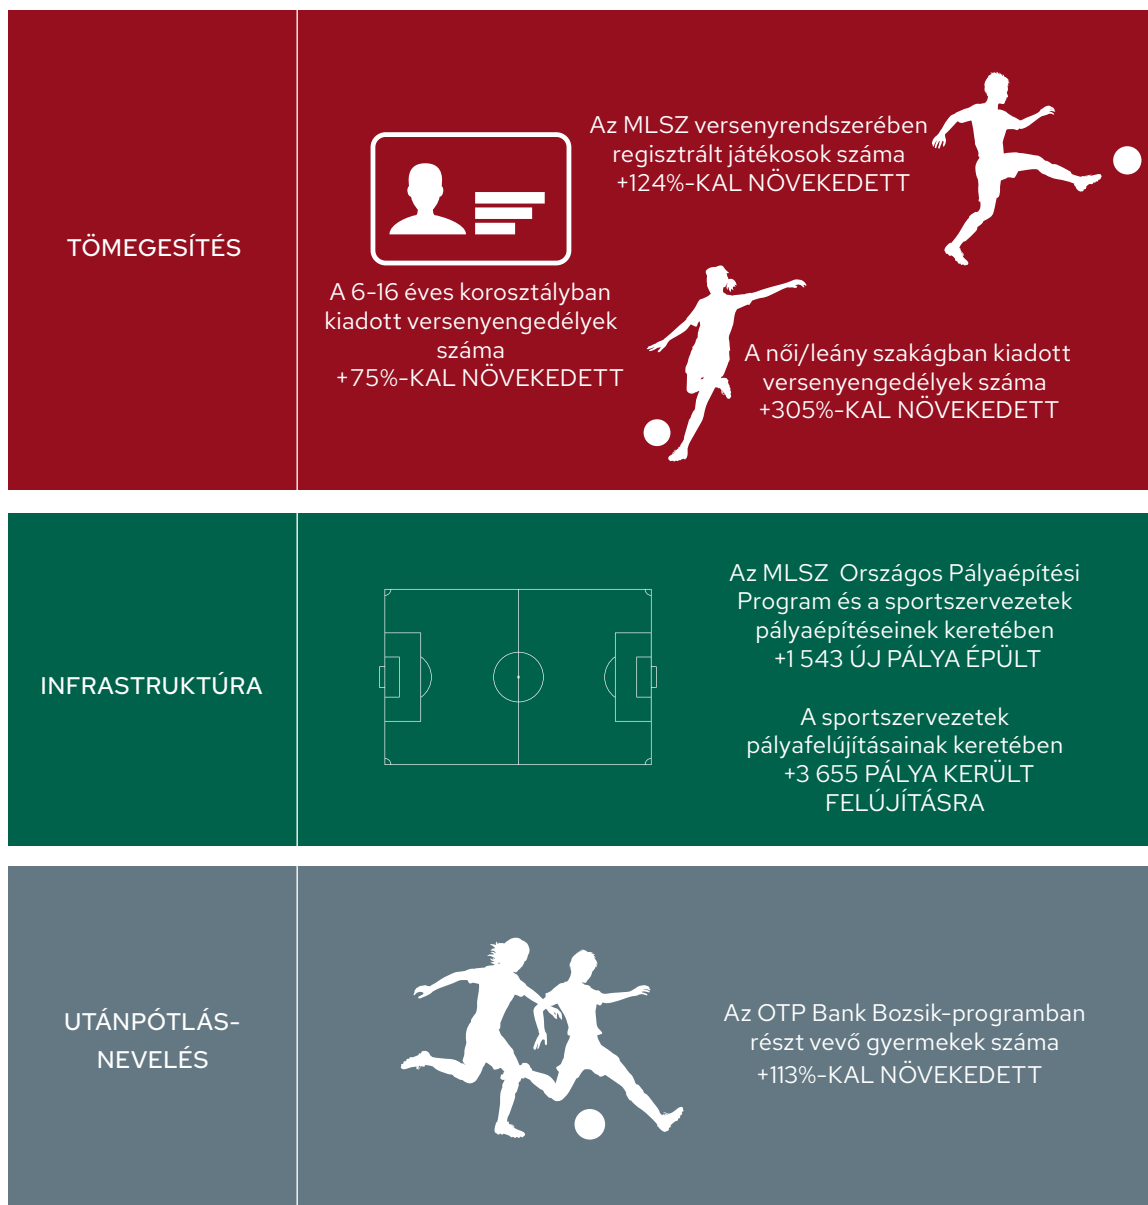 TÖMEGESÍTÉS
Az MLSZ versenyrendszerében
regisztrált játékosok száma
+124%-KAL NÖVEKEDETT
A 6-16 éves korosztályban
kiadott versenyengedélyek
száma
+75%-KAL NÖVEKEDETT
A női/leány szakágban kiadott
versenyengedélyek száma
+305%-KAL NÖVEKEDETT
INFRASTRUKTÚRA
Az MLSZ Országos Pályaépítési
Program és a sportszervezetek
pályaépítéseinek keretében
+1 543 ÚJ PÁLYA ÉPÜLT
A sportszervezetek
pályafelújításainak keretében
+3 655 PÁLYA KERÜLT
FELÚJÍTÁSRA
UTÁNPÓTLÁS-
NEVELÉS
Az OTP Bank Bozsik-programban
részt vevő gyermekek száma
+113%-KAL NÖVEKEDETT